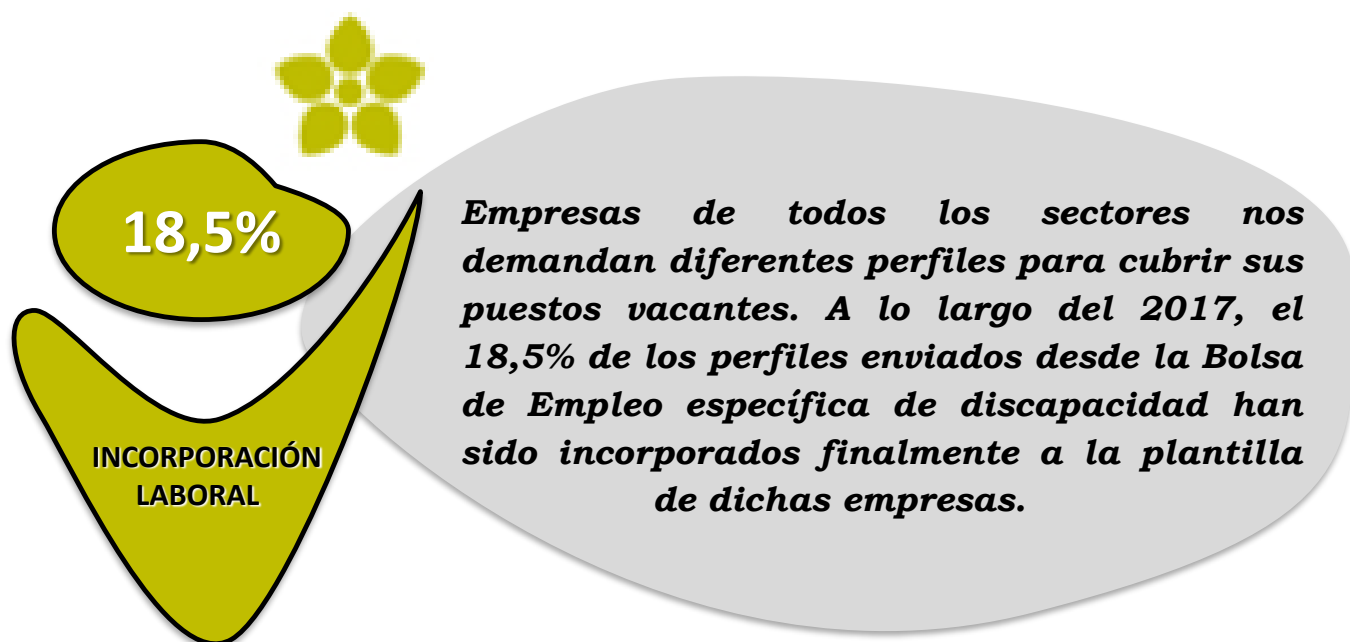 18,5%
INCORPORACIÓN
LABORAL
Empresas de todos los sectores nos
demandan diferentes perfiles para cubrir sus
puestos vacantes. A lo largo del 2017, el
18,5% de los perfiles enviados desde la Bolsa
de Empleo específica de discapacidad han
sido incorporados finalmente a la plantilla
de dichas empresas.